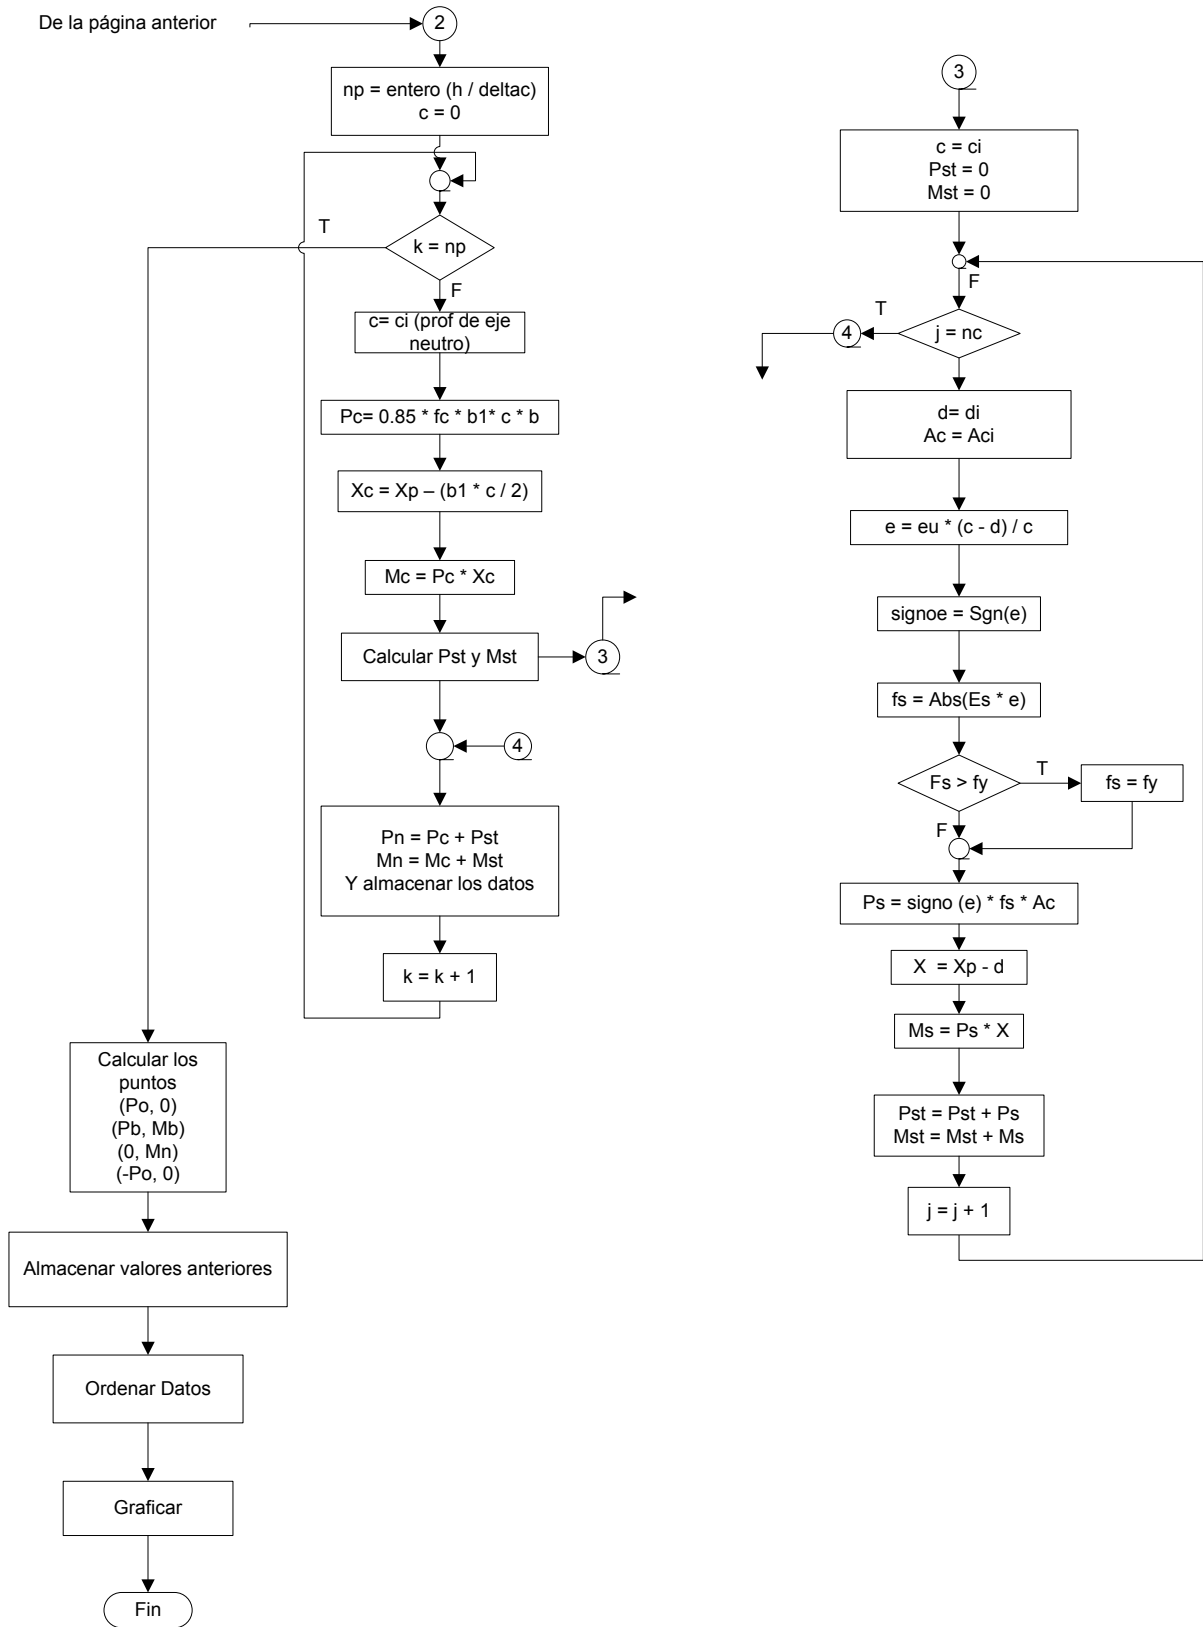 De la página anterior
2
np = entero (h / deltac)
c = 0
T
k = np
F
c= ci (prof de eje
neutro)
Pc= 0.85 * fc * b1* c * b
Xc = Xp – (b1 * c / 2)
Mc = Pc * Xc
Calcular Pst y Mst
3
4
Pn = Pc + Pst
Mn = Mc + Mst
Y almacenar los datos
k = k + 1
Calcular los
puntos
(Po, 0)
(Pb, Mb)
(0, Mn)
(-Po, 0)
Almacenar valores anteriores
Ordenar Datos
Graficar
Fin
3
c = ci
Pst = 0
Mst = 0
F
T
4
j = nc
d= di
Ac = Aci
e = eu * (c - d) / c
signoe = Sgn(e)
fs = Abs(Es * e)
Fs > fy
T
fs = fy
F
Ps = signo (e) * fs * Ac
X = Xp - d
Ms = Ps * X
Pst = Pst + Ps
Mst = Mst + Ms
j = j + 1